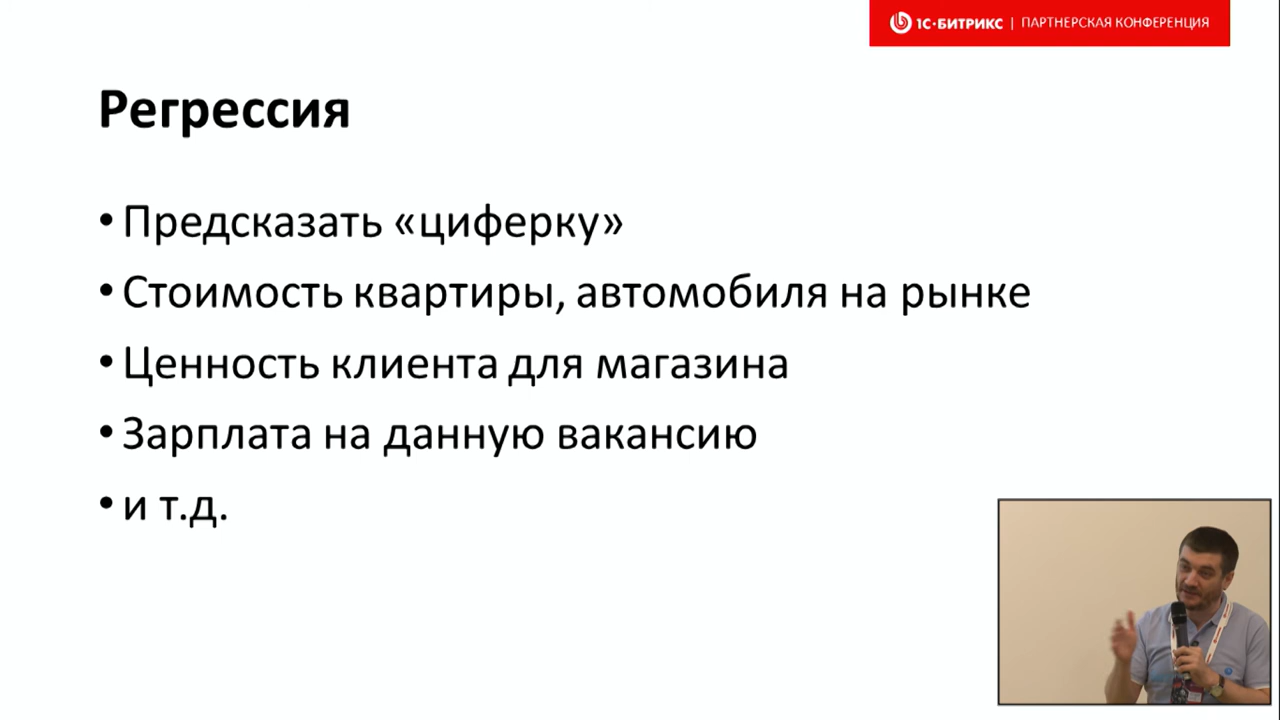 1С-БИТРИКС | ПАРТНЕРСКАЯ КОНФЕРЕНЦИЯ
Регрессия
• Предсказать «циферку»
• Стоимость квартиры, автомобиля на рынке
• Ценность клиента для магазина
• Зарплата на данную вакансию
• и т.д.